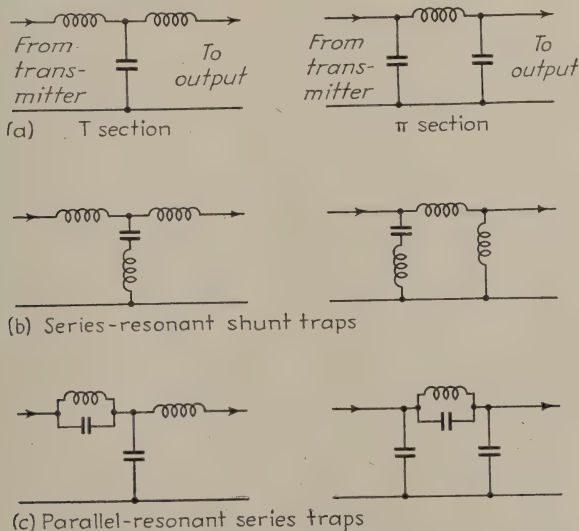 From
trans-
mitter
To
output
From
trans-
mitter
To
output
(a) T section
π section
(b) Series-resonant shunt traps
(c) Parallel-resonant series traps